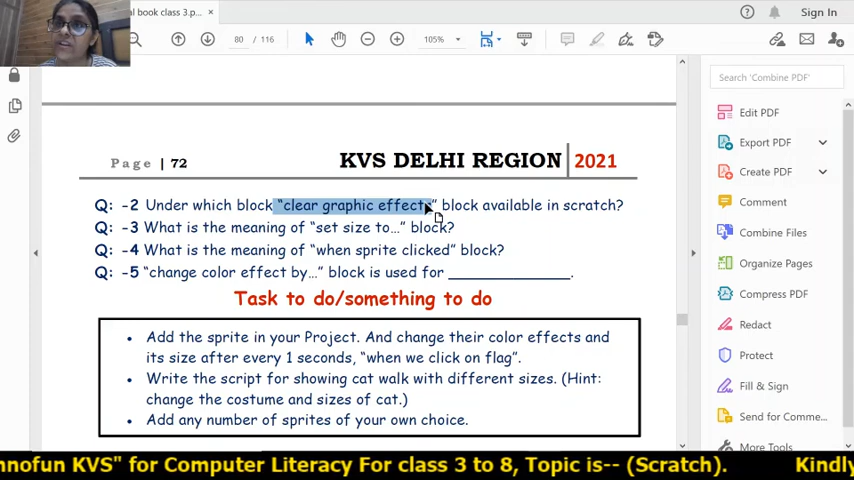 al book class 3.p... ×
Sign In
80 / 116
105%
Search 'Combine PDF'
Edit PDF
Export PDF
Create PDF
Comment
Combine Files
Organize Pages
Compress PDF
Redact
Protect
Fill & Sign
Send for Comme...
More Tools
Page | 72
KVS DELHI REGION 2021
Q: -2 Under which block “clear graphic effects” block available in scratch?
Q: -3 What is the meaning of “set size to…” block?
Q: -4 What is the meaning of “when sprite clicked” block?
Q: -5 “change color effect by…” block is used for _____________.
Task to do/something to do
• Add the sprite in your Project. And change their color effects and
its size after every 1 seconds, “when we click on flag”.
• Write the script for showing cat walk with different sizes. (Hint:
change the costume and sizes of cat.)
• Add any number of sprites of your own choice.
nnofun KVS" for Computer Literacy For class 3 to 8, Topic is-- (Scratch). Kindly